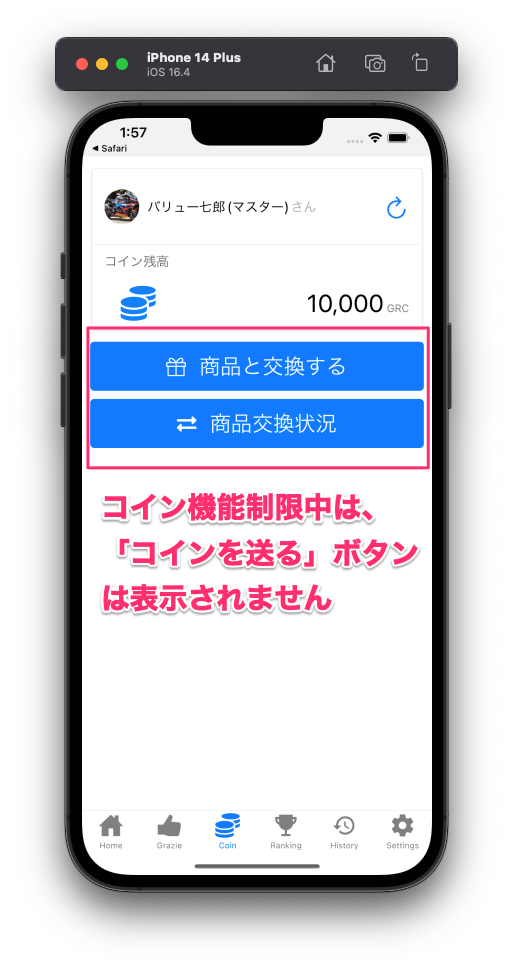 iPhone 14 Plus
iOS 16.4
1:57
◀ Safari
バリュー七郎(マスター)さん
コイン残高
10,000 GRC
商品と交換する
商品交換状況
コイン機能制限中は、
「コインを送る」ボタン
は表示されません
Home Grazie Coin Ranking History Settings